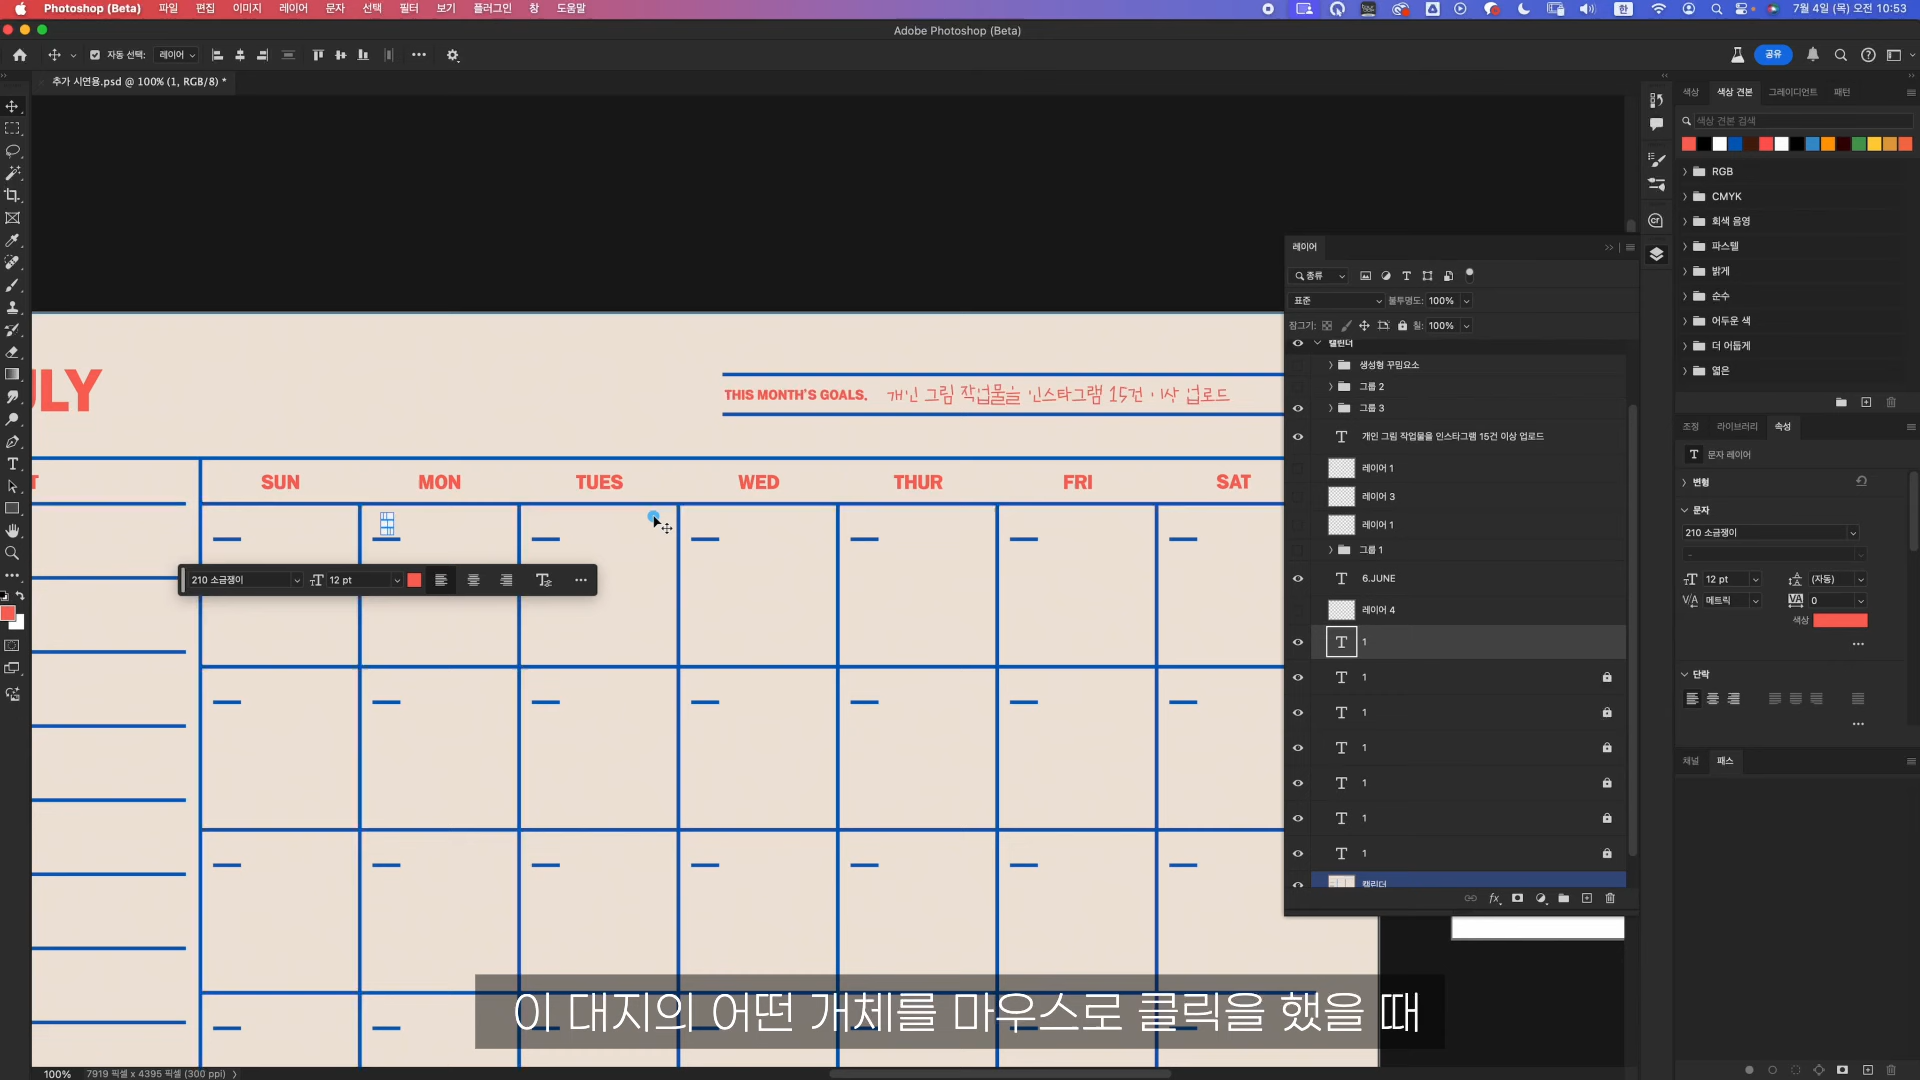 Photoshop (Beta) 파일 편집 이미지 레이어 문자 선택 필터 보기 플러그인 창 도움말
한 7월 4일 (목) 오전 10:53
Adobe Photoshop (Beta)
자동 선택: 레이어
공유
추가 시연용.psd @ 100% (1, RGB/8) *
색상 색상 견본 그레이디언트 패턴
색상 견본 검색
RGB
CMYK
회색 음영
파스텔
밝게
순수
어두운 색
더 어둡게
옅은
레이어
종류
표준 불투명도: 100%
잠그기: 칠: 100%
캘린더
생성형 꾸밈요소
그룹 2
그룹 3
개인 그림 작업물을 인스타그램 15건 이상 업로드
레이어 1
레이어 3
레이어 1
그룹 1
6.JUNE
레이어 4
1
1
1
1
1
1
1
캘린더
조정 라이브러리 속성
문자 레이어
변형
문자
210 소금쟁이
-
12 pt (자동)
메트릭 0
색상
단락
채널 패스
ULY
THIS MONTH'S GOALS. 개인 그림 작업물을 인스타그램 15건 이상 업로드
T SUN MON TUES WED THUR FRI SAT
210 소금쟁이 12 pt
이 대지의 어떤 개체를 마우스로 클릭을 했을 때
100% 7919 픽셀 x 4395 픽셀 (300 ppi)